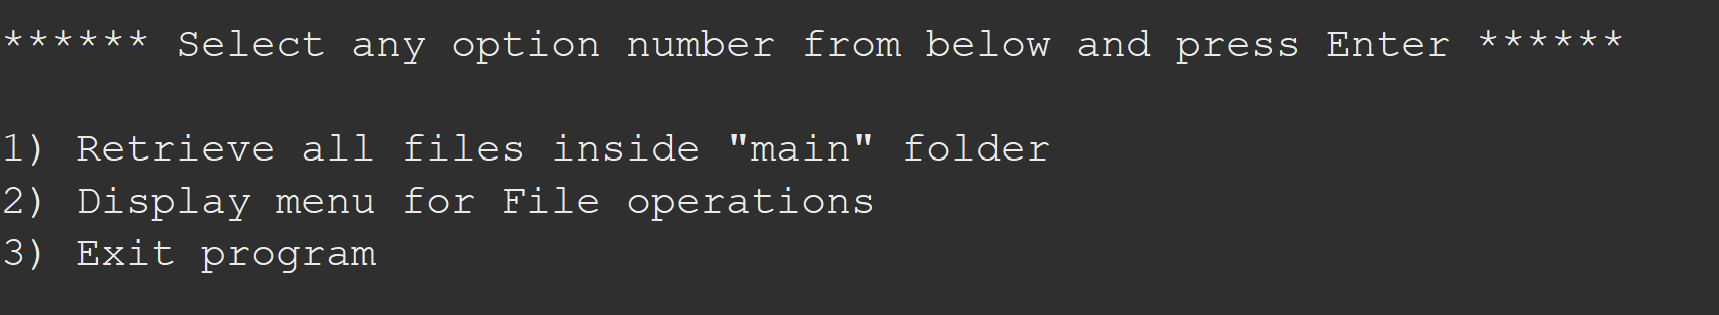 ****** Select any option number from below and press Enter ******
1) Retrieve all files inside "main" folder
2) Display menu for File operations
3) Exit program